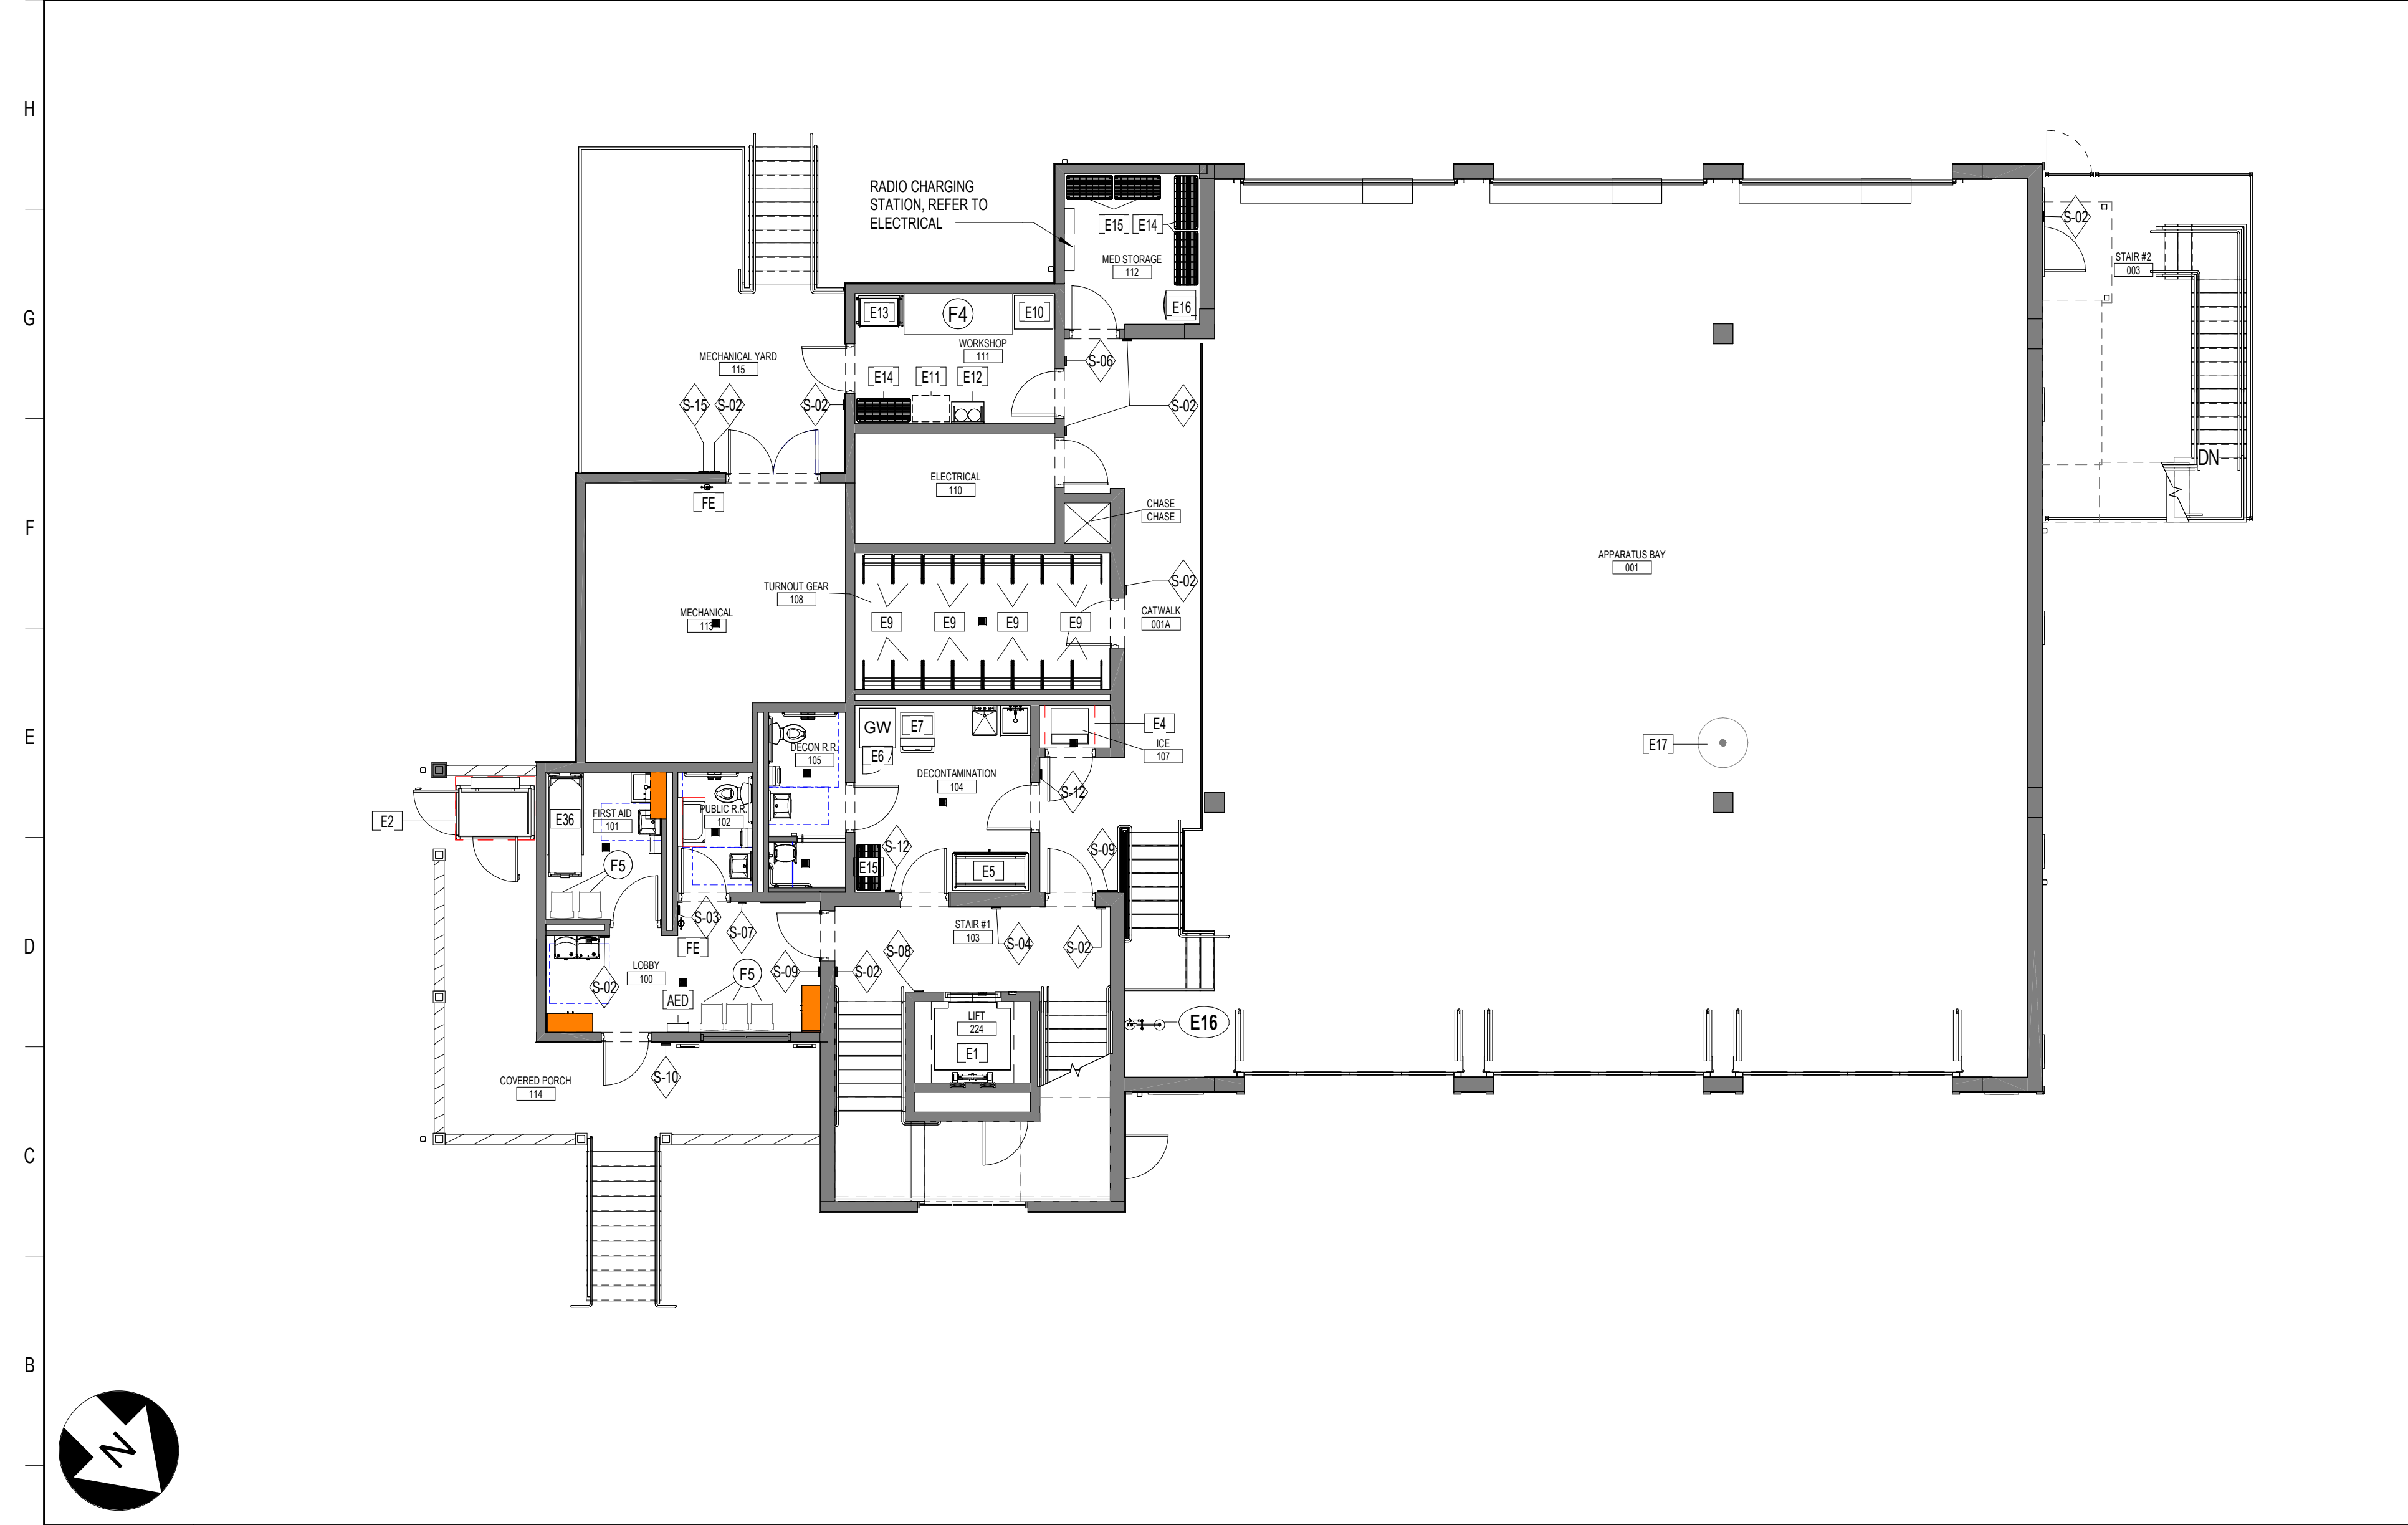 H
G
F
E
D
C
B
RADIO CHARGING
STATION, REFER TO
ELECTRICAL
E15
E14
MED STORAGE
112
E16
S-02
STAIR #2
003
DN
E13
F4
E10
WORKSHOP
111
E14
E11
E12
S-06
S-02
MECHANICAL YARD
115
S-15
S-02
S-02
FE
ELECTRICAL
110
CHASE
CHASE
APPARATUS BAY
001
TURNOUT GEAR
108
S-02
MECHANICAL
113
E9
E9
E9
E9
CATWALK
001A
GW
E7
E6
E4
ICE
107
E17
DECON R.R.
105
DECONTAMINATION
104
S-12
E2
E36
FIRST AID
101
PUBLIC R.R.
102
F5
E15
S-12
E5
S-09
S-03
S-07
FE
STAIR #1
103
S-08
S-04
S-02
LOBBY
100
S-02
F5
S-09
S-02
AED
LIFT
224
E1
E16
COVERED PORCH
114
S-10
N